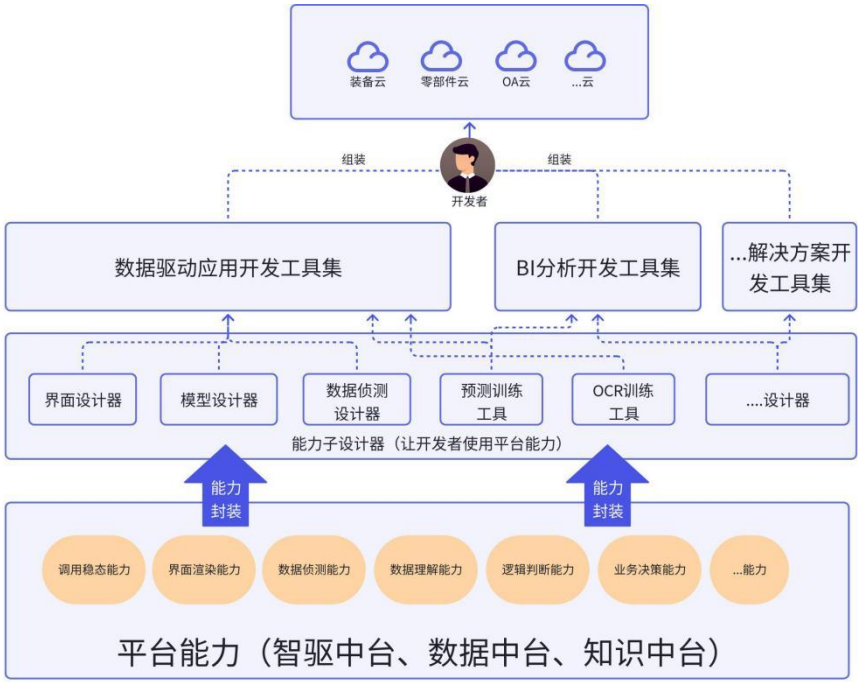 装备云
零部件云
OA云
...云
组装
组装
开发者
数据驱动应用开发工具集
BI分析开发工具集
...解决方案开
发工具集
界面设计器
模型设计器
数据侦测
设计器
预测训练
工具
OCR训练
工具
....设计器
能力子设计器（让开发者使用平台能力）
能力
封装
能力
封装
调用稳态能力
界面渲染能力
数据侦测能力
数据理解能力
逻辑判断能力
业务决策能力
...能力
平台能力（智驱中台、数据中台、知识中台）